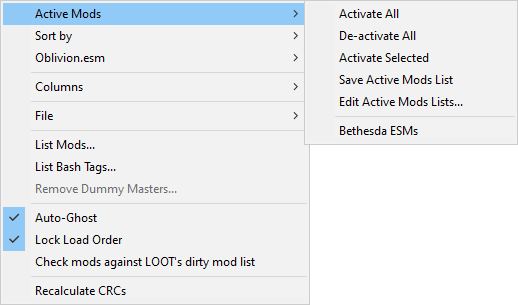 Active Mods
Sort by
Oblivion.esm
Columns
File
List Mods...
List Bash Tags...
Remove Dummy Masters...
Auto-Ghost
Lock Load Order
Check mods against LOOT's dirty mod list
Recalculate CRCs
Activate All
De-activate All
Activate Selected
Save Active Mods List
Edit Active Mods Lists...
Bethesda ESMs